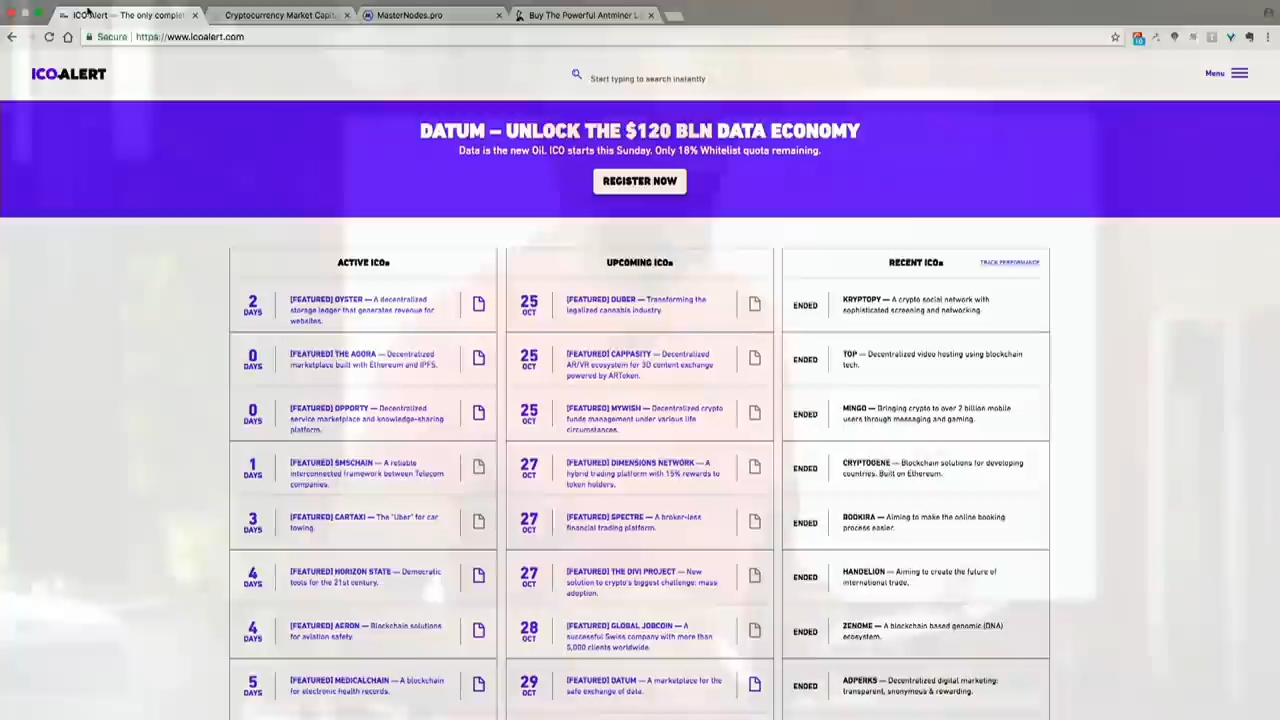 ICO Alert — The only complet
Cryptocurrency Market Capit
MasterNodes.pro
Buy The Powerful Antminer L
Secure
https://www.icoalert.com
ICOALERT
Start typing to search instantly
Menu
DATUM – UNLOCK THE $120 BLN DATA ECONOMY
Data is the new Oil. ICO starts this Sunday. Only 18% Whitelist quota remaining.
REGISTER NOW
ACTIVE ICOs
2 DAYS
[FEATURED] OYSTER — A decentralized
storage ledger that generates revenue for
websites.
0 DAYS
[FEATURED] THE AGORA — Decentralized
marketplace built with Ethereum and IPFS.
0 DAYS
[FEATURED] OPPORTY — Decentralized
service marketplace and knowledge-sharing
platform.
1 DAYS
[FEATURED] SMSCHAIN — A reliable
interconnected framework between Telecom
companies.
3 DAYS
[FEATURED] CARTAXI — The "Uber" for car
towing.
4 DAYS
[FEATURED] HORIZON STATE — Democratic
tools for the 21st century.
4 DAYS
[FEATURED] AERON — Blockchain solutions
for aviation safety.
5 DAYS
[FEATURED] MEDICALCHAIN — A blockchain
for electronic health records.
UPCOMING ICOs
25 OCT
[FEATURED] DUBER — Transforming the
legalized cannabis industry.
25 OCT
[FEATURED] CAPPASITY — Decentralized
AR/VR ecosystem for 3D content exchange
powered by ARToken.
25 OCT
[FEATURED] MYWISH — Decentralized crypto
funds management under various life
circumstances.
27 OCT
[FEATURED] DIMENSIONS NETWORK — A
hybrid trading platform with 15% rewards to
token holders.
27 OCT
[FEATURED] SPECTRE — A broker-less
financial trading platform.
27 OCT
[FEATURED] THE DIVI PROJECT — New
solution to crypto's biggest challenge: mass
adoption.
28 OCT
[FEATURED] GLOBAL JOBCOIN — A
successful Swiss company with more than
5,000 clients worldwide.
29 OCT
[FEATURED] DATUM — A marketplace for the
safe exchange of data.
RECENT ICOs
TRACK PERFORMANCE
ENDED
KRYPTOPY — A crypto social network with
sophisticated screening and networking.
ENDED
TOP — Decentralized video hosting using blockchain
tech.
ENDED
MINGO — Bringing crypto to over 2 billion mobile
users through messaging and gaming.
ENDED
CRYPTOGENE — Blockchain solutions for developing
countries. Built on Ethereum.
ENDED
BOOKIRA — Aiming to make the online booking
process easier.
ENDED
HANDELION — Aiming to create the future of
international trade.
ENDED
ZENOME — A blockchain based genomic (DNA)
ecosystem.
ENDED
ADPERKS — Decentralized digital marketing:
transparent, anonymous & rewarding.